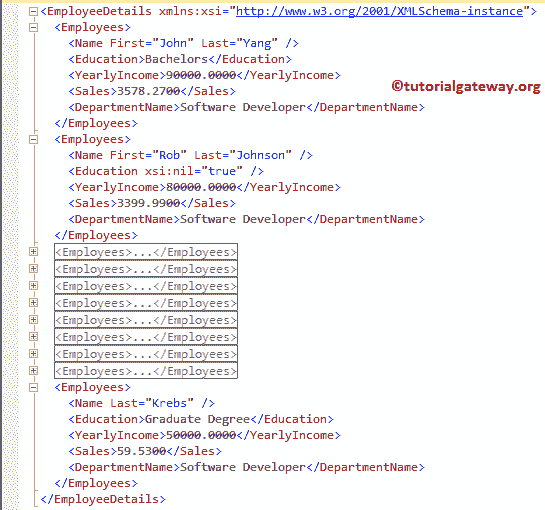 <EmployeeDetails xmlns:xsi="http://www.w3.org/2001/XMLSchema-instance">
<Employees>
<Name First="John" Last="Yang" />
<Education>Bachelors</Education>
<YearlyIncome>90000.0000</YearlyIncome>
<Sales>3578.2700</Sales>
©tutorialgateway.org
<DepartmentName>Software Developer</DepartmentName>
</Employees>
<Employees>
<Name First="Rob" Last="Johnson" />
<Education xsi:nil="true" />
<YearlyIncome>80000.0000</YearlyIncome>
<Sales>3399.9900</Sales>
<DepartmentName>Software Developer</DepartmentName>
</Employees>
<Employees>...</Employees>
<Employees>...</Employees>
<Employees>...</Employees>
<Employees>...</Employees>
<Employees>...</Employees>
<Employees>...</Employees>
<Employees>...</Employees>
<Employees>...</Employees>
<Employees>
<Name Last="Krebs" />
<Education>Graduate Degree</Education>
<YearlyIncome>50000.0000</YearlyIncome>
<Sales>59.5300</Sales>
<DepartmentName>Software Developer</DepartmentName>
</Employees>
</EmployeeDetails>